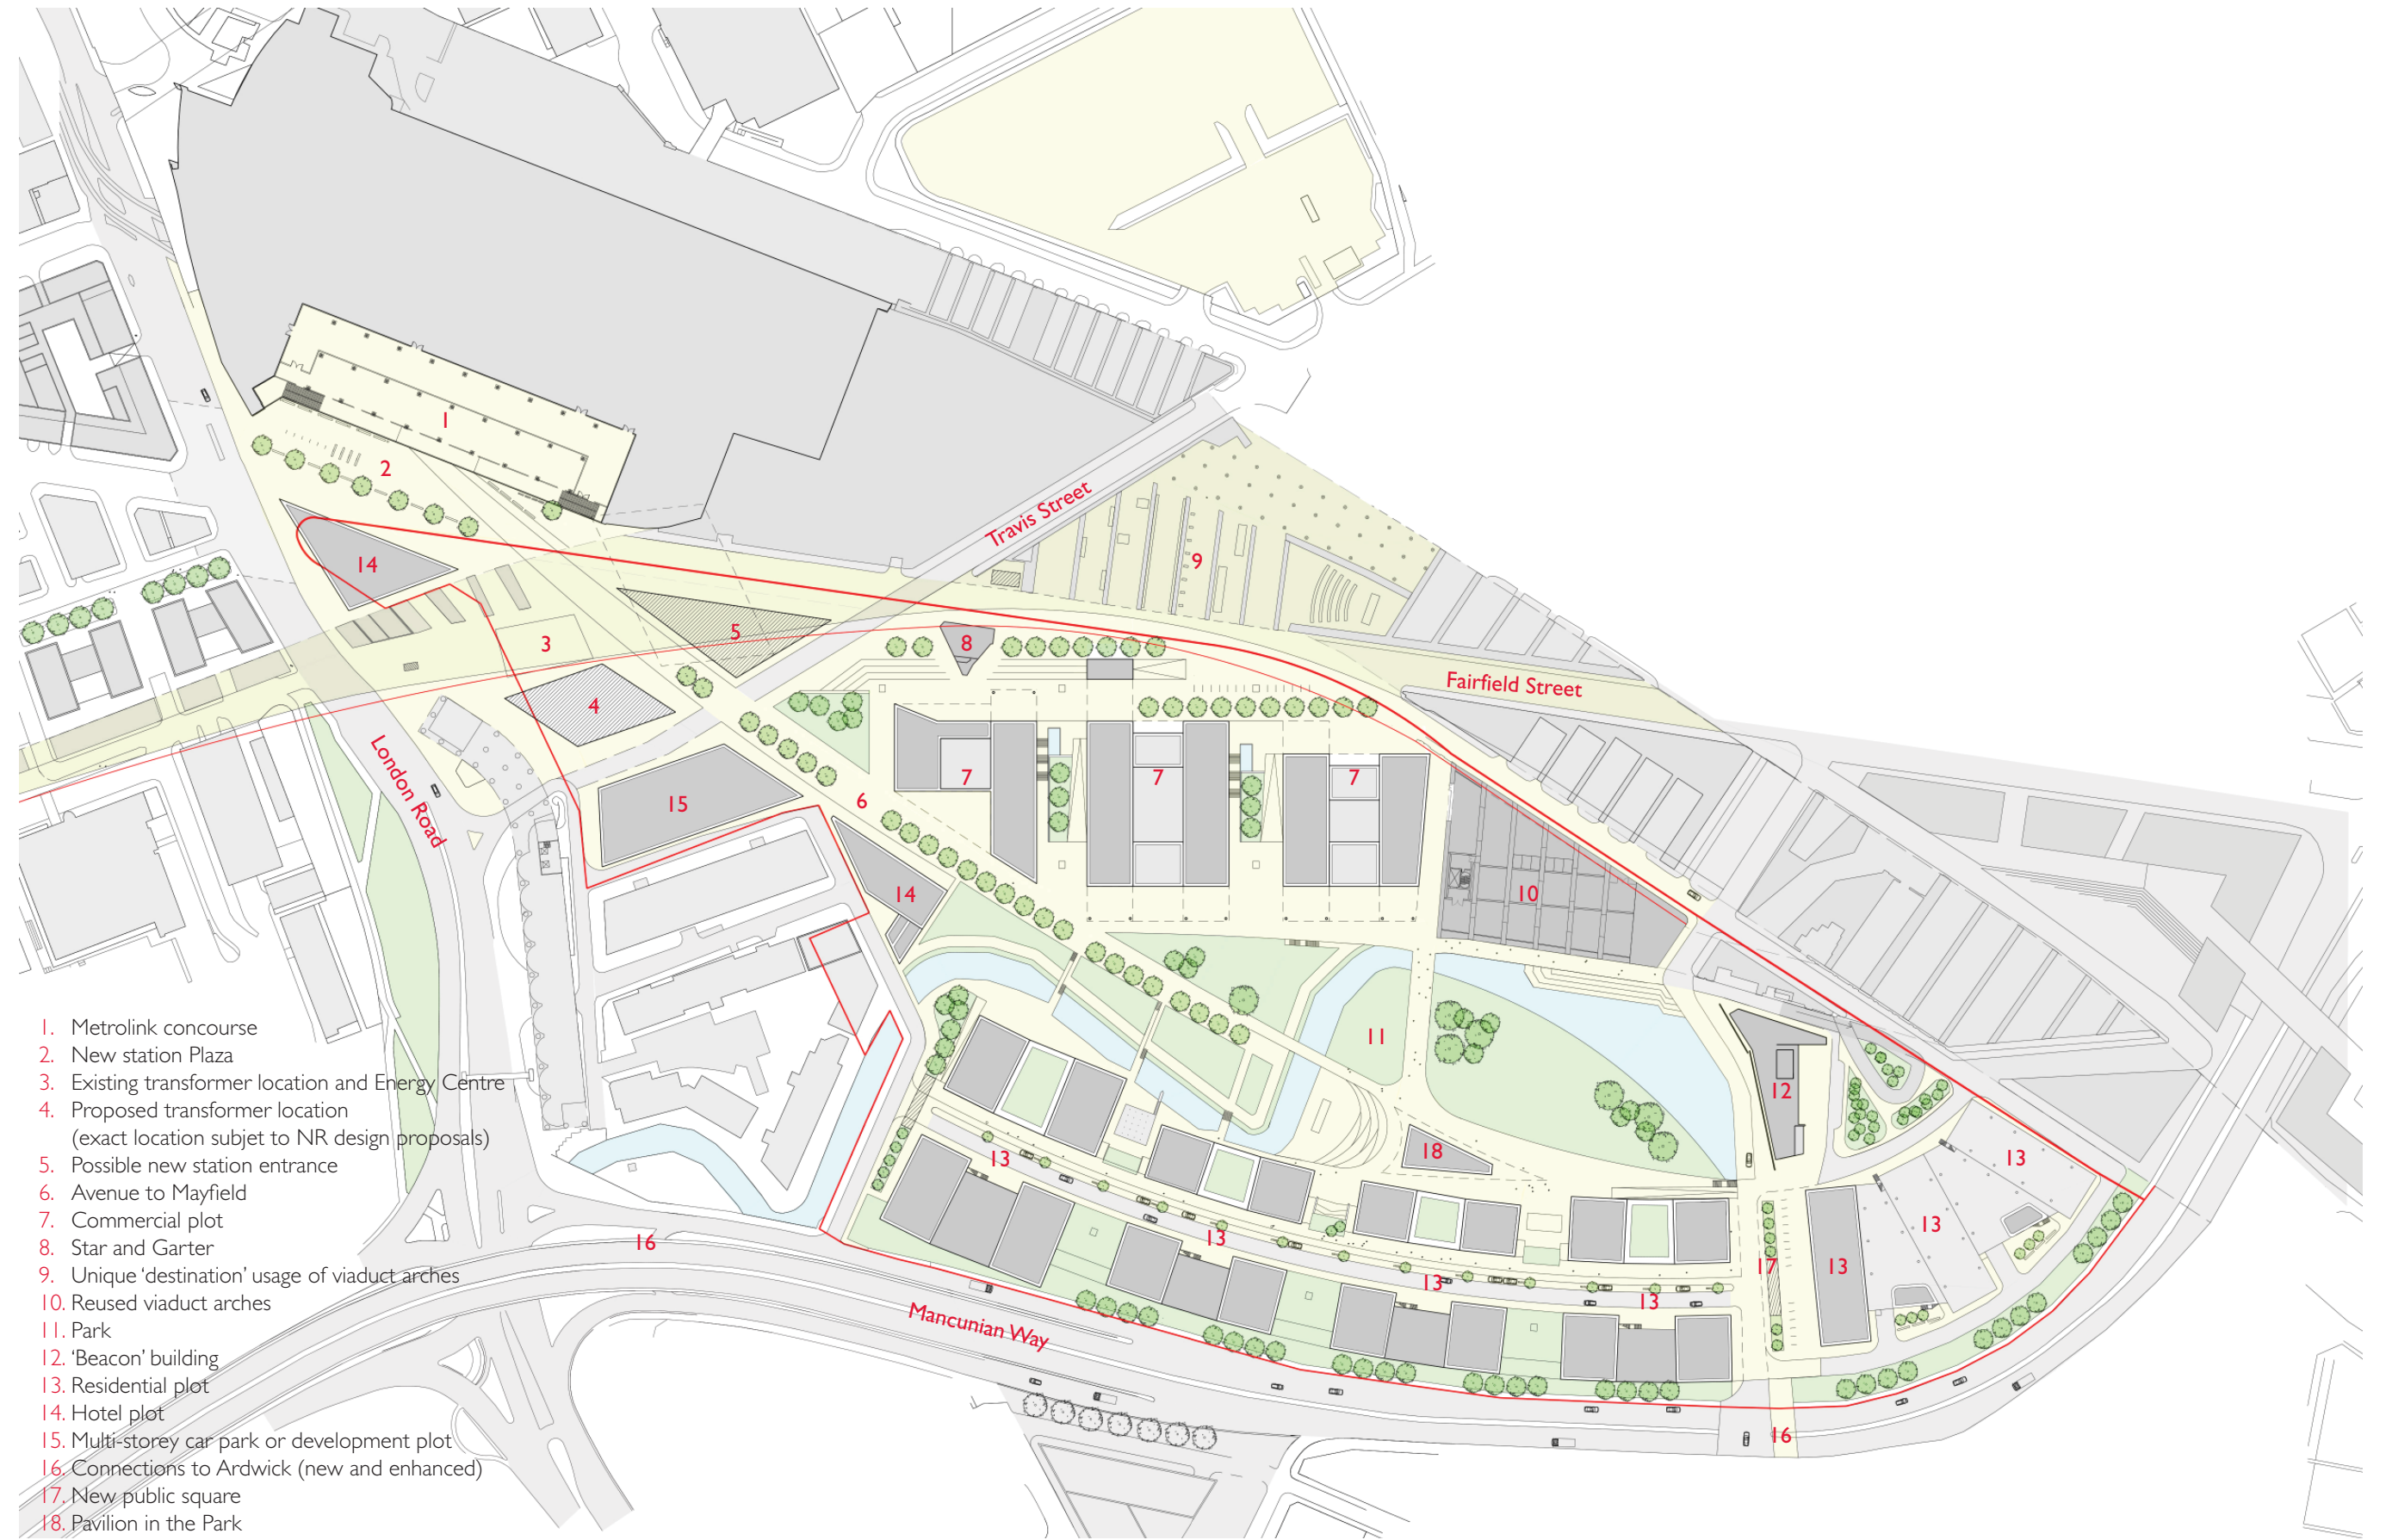 1
2
14
3
5
4
Travis Street
9
8
Fairfield Street
London Road
15
6
7
7
7
14
10
11
12
18
13
13
13
13
13
13
13
17
16
16
Mancunian Way
1. Metrolink concourse
2. New station Plaza
3. Existing transformer location and Energy Centre
4. Proposed transformer location
(exact location subjet to NR design proposals)
5. Possible new station entrance
6. Avenue to Mayfield
7. Commercial plot
8. Star and Garter
9. Unique ‘destination’ usage of viaduct arches
10. Reused viaduct arches
11. Park
12. ‘Beacon’ building
13. Residential plot
14. Hotel plot
15. Multi-storey car park or development plot
16. Connections to Ardwick (new and enhanced)
17. New public square
18. Pavilion in the Park